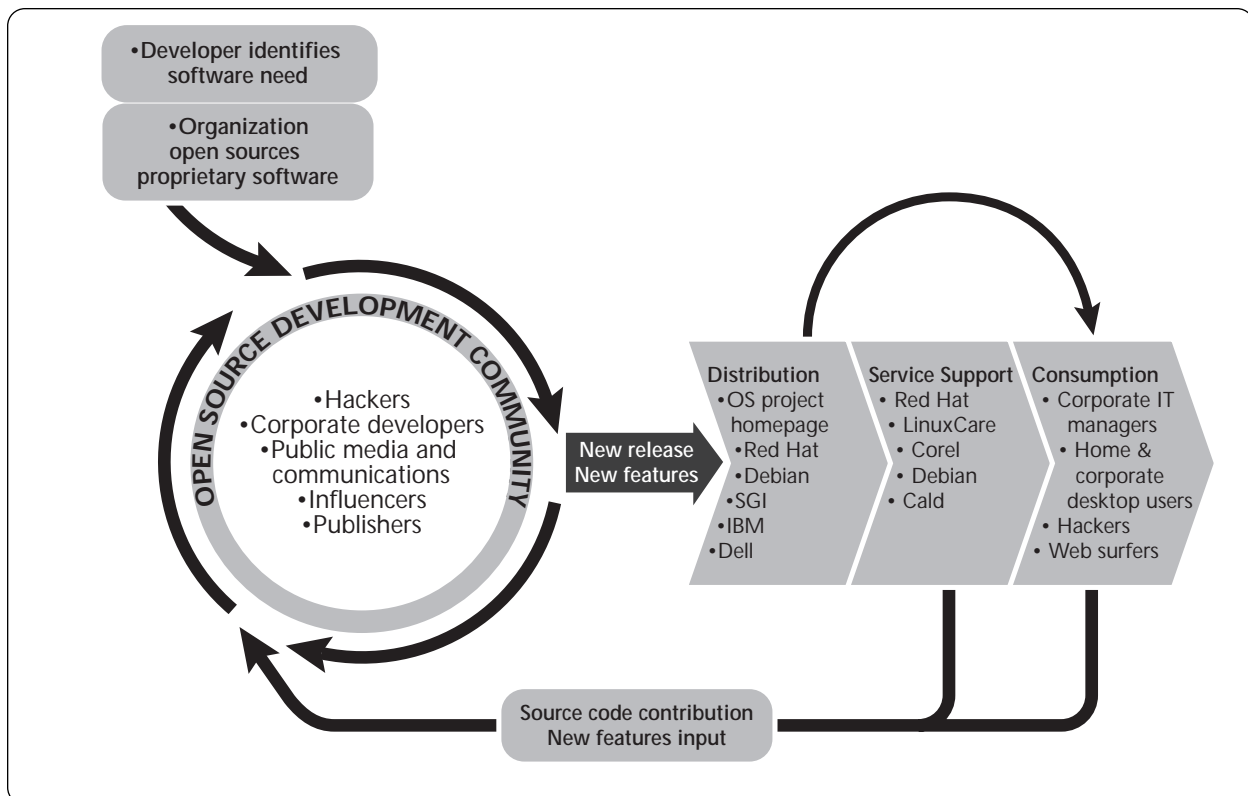 •Developer identifies
software need
•Organization
open sources
proprietary software
OPEN SOURCE DEVELOPMENT COMMUNITY
•Hackers
•Corporate developers
•Public media and
communications
•Influencers
•Publishers
New release
New features
Distribution
•OS project
homepage
•Red Hat
•Debian
•SGI
•IBM
•Dell
Service Support
• Red Hat
• LinuxCare
• Corel
• Debian
• Cald
Consumption
• Corporate IT
managers
• Home &
corporate
desktop users
• Hackers
• Web surfers
Source code contribution
New features input